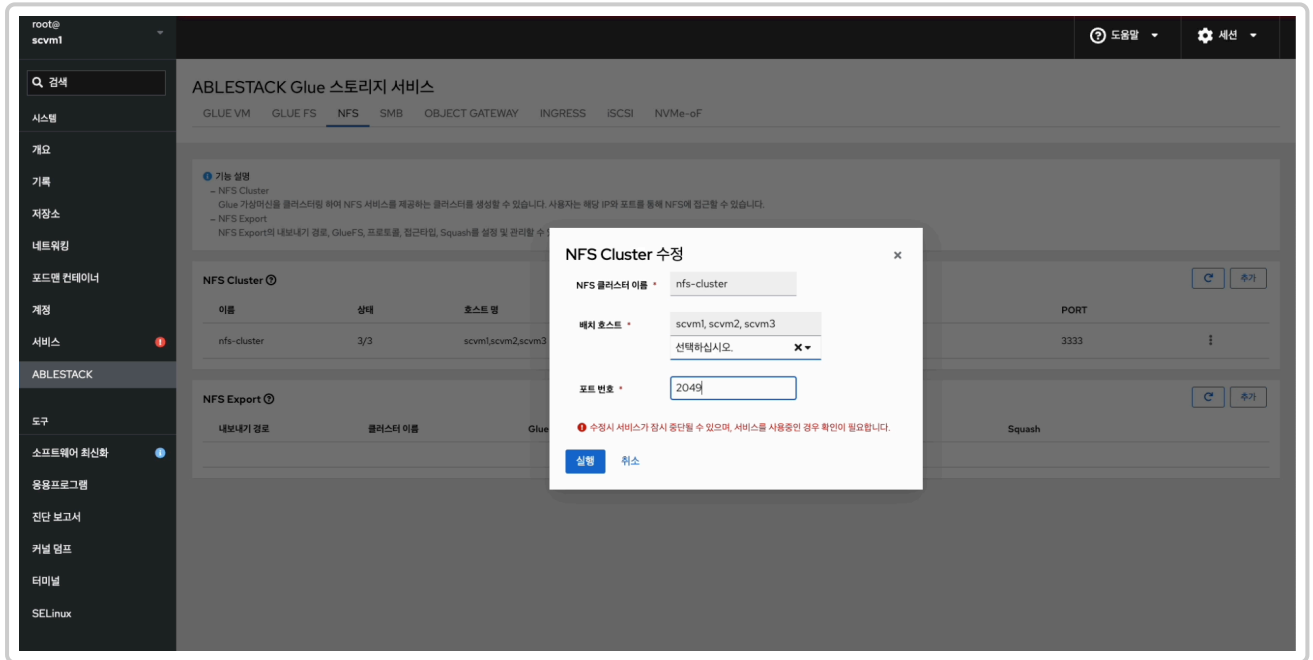 root@
scvm1
도움말
세션
검색
시스템
개요
기록
저장소
네트워킹
포드맨 컨테이너
계정
서비스
ABLESTACK
도구
소프트웨어 최신화
응용프로그램
진단 보고서
커널 덤프
터미널
SELinux
ABLESTACK Glue 스토리지 서비스
GLUE VM GLUE FS NFS SMB OBJECT GATEWAY INGRESS iSCSI NVMe-oF
기능 설명
– NFS Cluster
Glue 가상머신을 클러스터링 하여 NFS 서비스를 제공하는 클러스터를 생성할 수 있습니다. 사용자는 해당 IP와 포트를 통해 NFS에 접근할 수 있습니다.
– NFS Export
NFS Export의 내보내기 경로, GlueFS, 프로토콜, 접근타입, Squash를 설정 및 관리할 수
NFS Cluster
추가
이름 상태 호스트 명 PORT
nfs-cluster 3/3 scvm1,scvm2,scvm3 3333
NFS Export
추가
내보내기 경로 클러스터 이름 Glue Squash
NFS Cluster 수정
NFS 클러스터 이름 * nfs-cluster
배치 호스트 * scvm1, scvm2, scvm3
선택하십시오.
포트 번호 * 2049
수정시 서비스가 잠시 중단될 수 있으며, 서비스를 사용중인 경우 확인이 필요합니다.
실행 취소